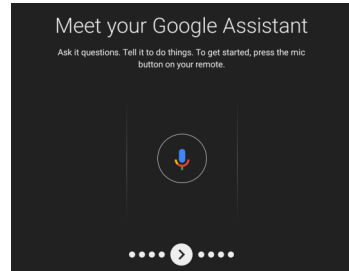 Meet your Google Assistant
Ask it questions. Tell it to do things. To get started, press the mic
button on your remote.